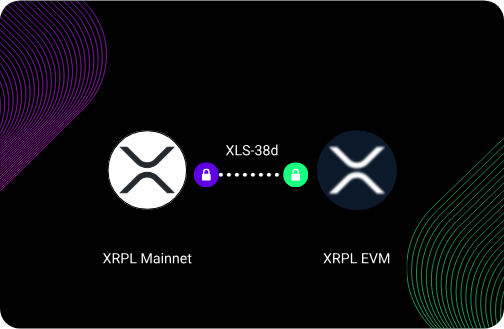 XLS-38d
XRPL Mainnet
XRPL EVM